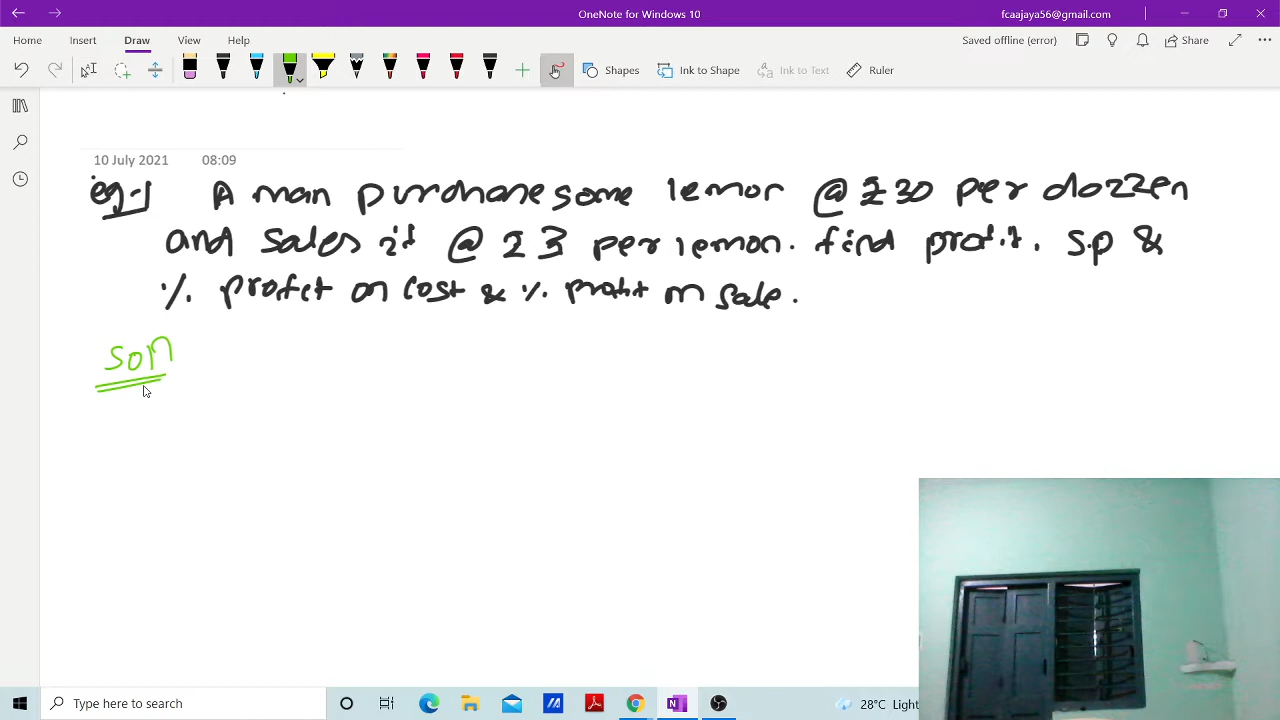 OneNote for Windows 10
fcaajaya56@gmail.com
Home Insert Draw View Help
Saved offline (error)
Share
Shapes
Ink to Shape
Ink to Text
Ruler
10 July 2021 08:09
eg-1 A man purchase some lemon @ ₹30 per dozzen
and sales it @ ₹ 3 per lemon. find profit. S.p &
% profit on cost & % profit on sale.
Soln
Type here to search
28°C Light